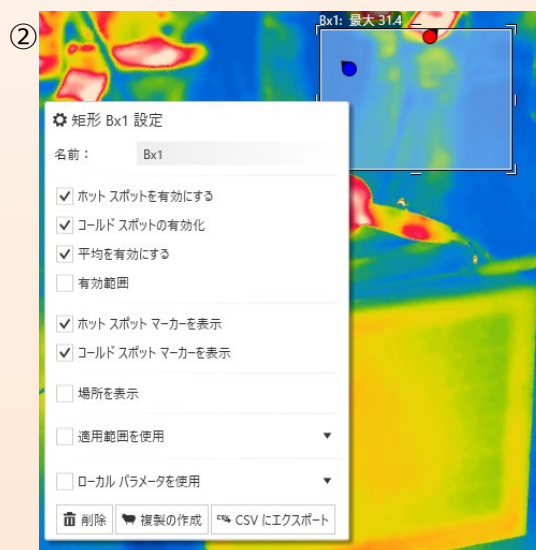 ②
Bx1: 最大 31.4
矩形 Bx1 設定
名前： Bx1
ホット スポットを有効にする
コールド スポットの有効化
平均を有効にする
有効範囲
ホット スポット マーカーを表示
コールド スポット マーカーを表示
場所を表示
適用範囲を使用
ローカル パラメータを使用
削除 複製の作成 CSV にエクスポート